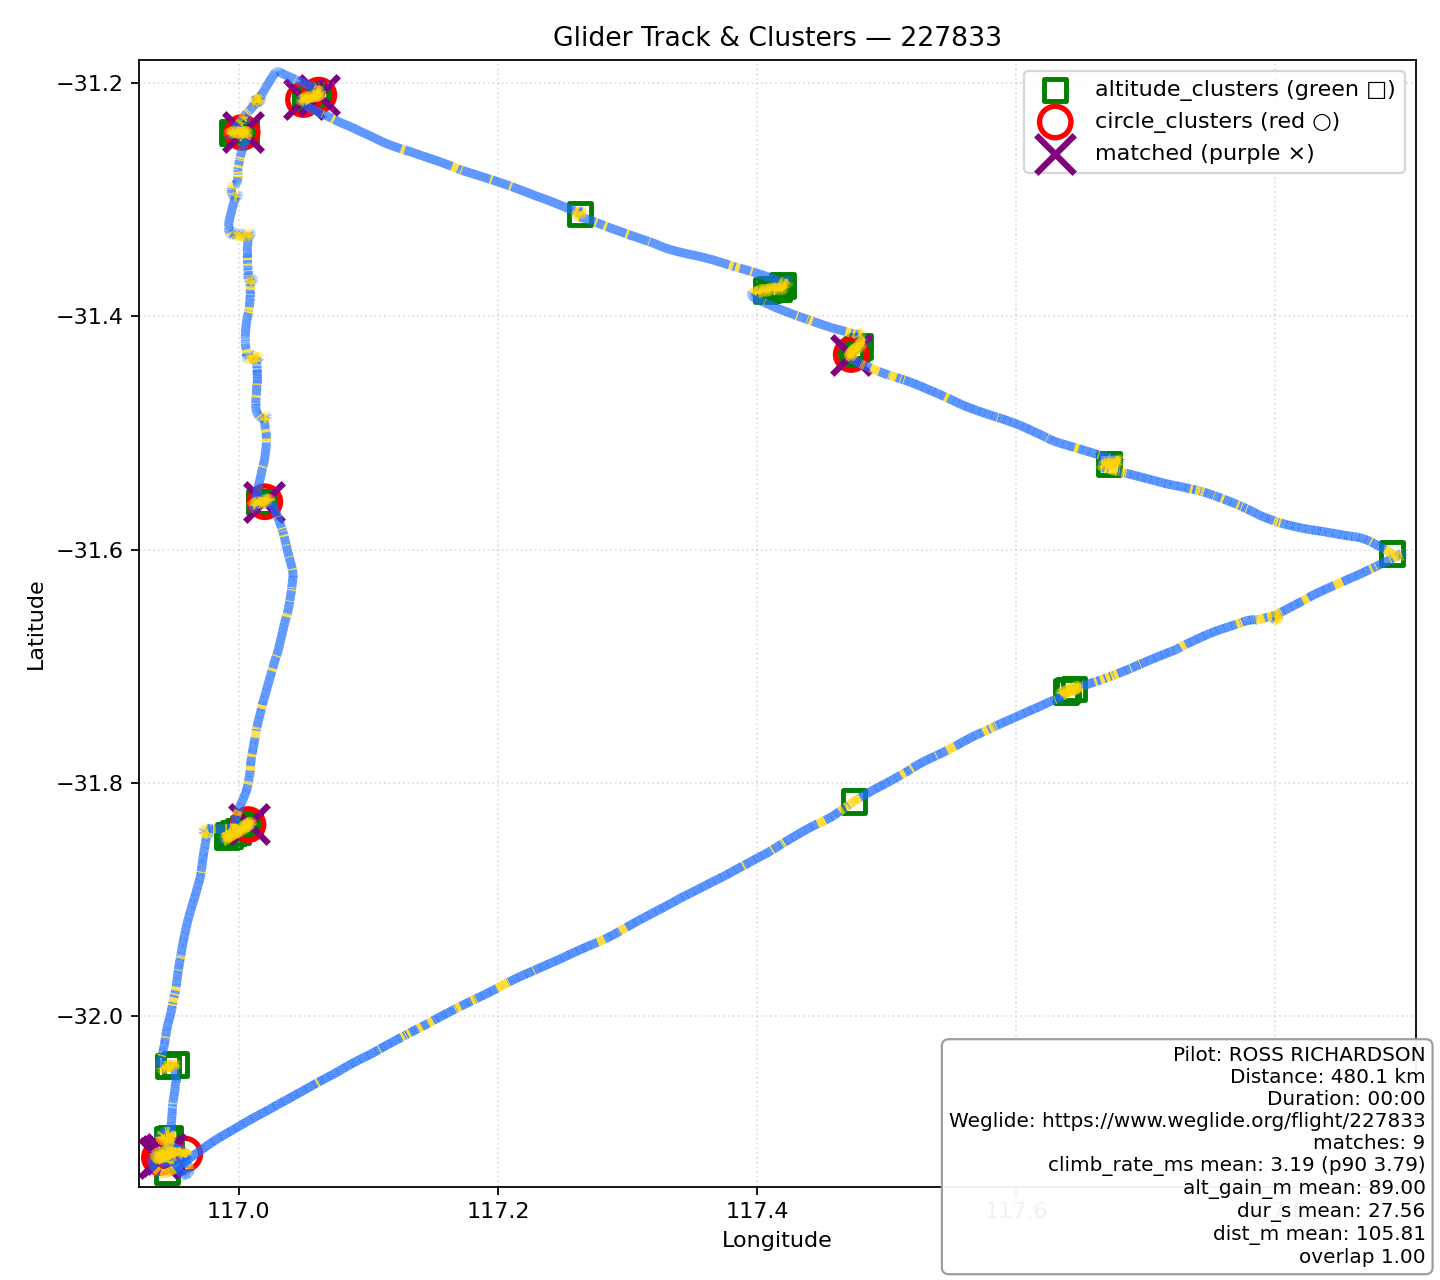 Glider Track & Clusters — 227833
altitude_clusters (green □)
circle_clusters (red ○)
matched (purple ×)
−31.2
−31.4
−31.6
−31.8
−32.0
Latitude
117.0
117.2
117.4
117.6
Longitude
Pilot: ROSS RICHARDSON
Distance: 480.1 km
Duration: 00:00
Weglide: https://www.weglide.org/flight/227833
matches: 9
climb_rate_ms mean: 3.19 (p90 3.79)
alt_gain_m mean: 89.00
dur_s mean: 27.56
dist_m mean: 105.81
overlap 1.00